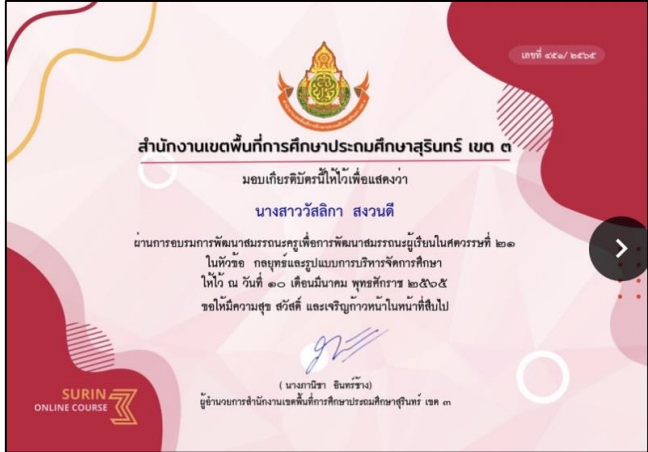 เลขที่ ๔๕๑/ ๒๕๖๕
สำนักงานเขตพื้นที่การศึกษาประถมศึกษาสุรินทร์ เขต ๓
มอบเกียรติบัตรนี้ให้ไว้เพื่อแสดงว่า
นางสาววัสลิกา สงวนดี
ผ่านการอบรมการพัฒนาสมรรถนะครูเพื่อการพัฒนาสมรรถนะผู้เรียนในศตวรรษที่ ๒๑
ในหัวข้อ กลยุทธ์และรูปแบบการบริหารจัดการศึกษา
ให้ไว้ ณ วันที่ ๑๐ เดือนมีนาคม พุทธศักราช ๒๕๖๕
ขอให้มีความสุข สวัสดิ์ และเจริญก้าวหน้าในหน้าที่สืบไป
( นางภานิชา อินทร์ช้าง)
ผู้อำนวยการสำนักงานเขตพื้นที่การศึกษาประถมศึกษาสุรินทร์ เขต ๓
SURIN 3
ONLINE COURSE